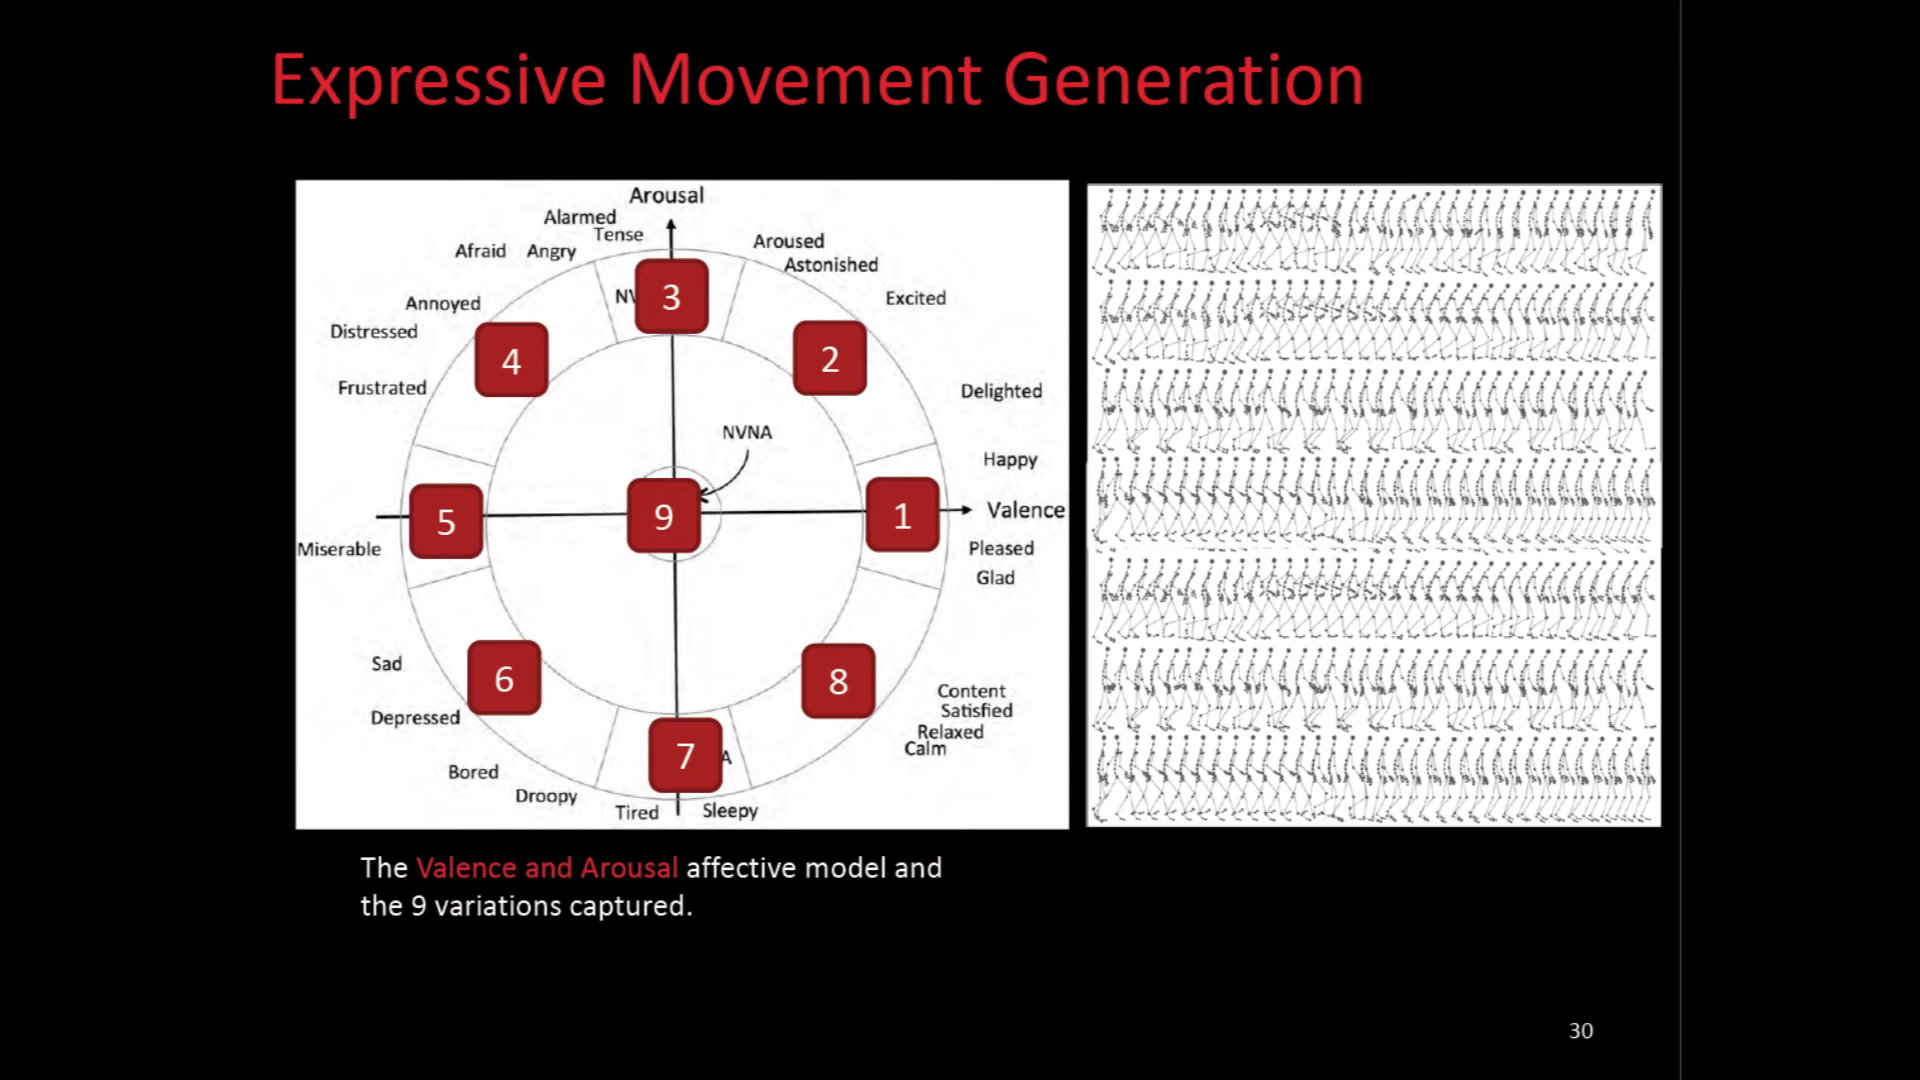 Expressive Movement Generation
Arousal
Alarmed
Tense
Afraid Angry
Aroused
Astonished
Annoyed
Excited
Distressed
Frustrated
Delighted
NV
3
4
2
NVNA
Happy
5
9
1
Valence
Miserable
Pleased
Glad
Sad
6
8
Depressed
Content
Satisfied
Relaxed
Calm
7
A
Bored
Droopy
Tired
Sleepy
The Valence and Arousal affective model and
the 9 variations captured.
30